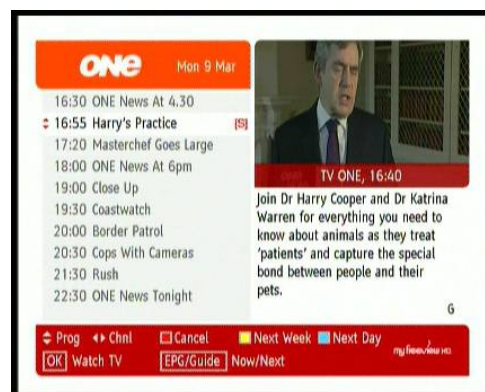 ONE Mon 9 Mar
16:30 ONE News At 4.30
16:55 Harry's Practice [S]
17:20 Masterchef Goes Large
18:00 ONE News At 6pm
19:00 Close Up
19:30 Coastwatch
20:00 Border Patrol
20:30 Cops With Cameras
21:30 Rush
22:30 ONE News Tonight
TV ONE, 16:40
Join Dr Harry Cooper and Dr Katrina
Warren for everything you need to
know about animals as they treat
'patients' and capture the special
bond between people and their
pets.
G
Prog Chnl Cancel Next Week Next Day
OK Watch TV EPG/Guide Now/Next
my freeview HD